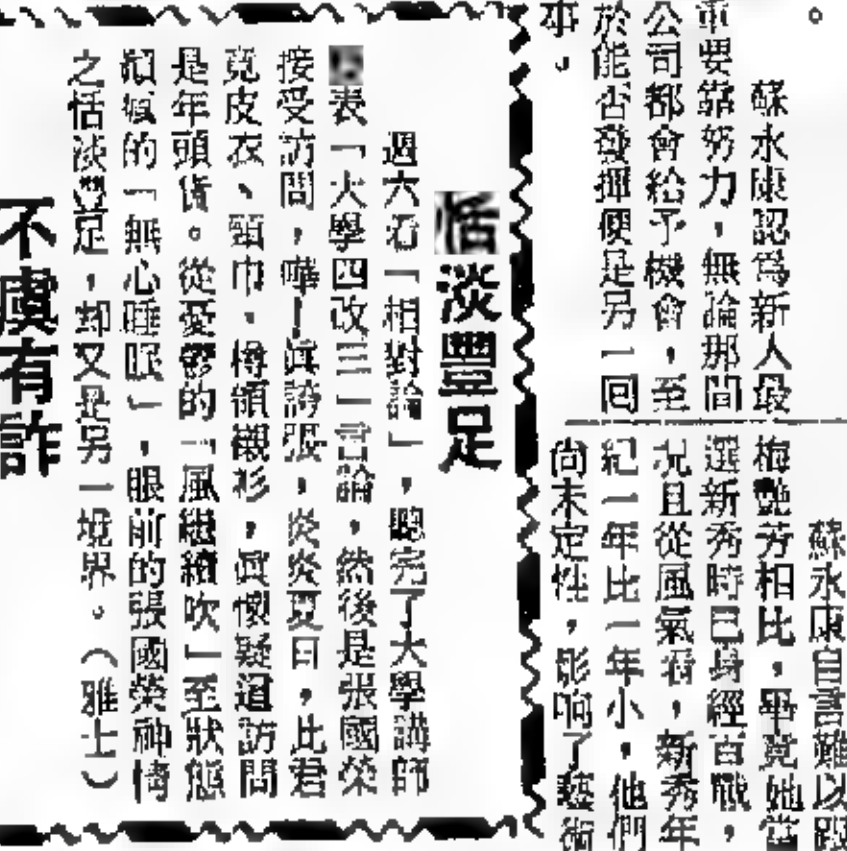 。
蘇永康認爲新人最
重要靠努力，無論那間
公司都會給予機會，至
於能否發揮便是另一回
事。
蘇永康自言難以跟
梅艷芳相比，畢竟她當
選新秀時已身經百戰，
況且從風氣看，新秀年
紀一年比一年小，他們
尚未定性，影响了藝術
恬淡豐足
週六看「相對論」，聽完了大學講師
表「大學四改三」言論，然後是張國榮
接受訪問，嘩！眞誇張，炎炎夏日，此君
竟皮衣、頸巾、樽領襯衫，眞懷疑這訪問
是年頭貨。從憂鬱的「風繼續吹」至狀態
頹的「無心睡眠」，眼前的張國榮神情
之恬淡豐足，却又是另一境界。（雅士）
不虞有詐